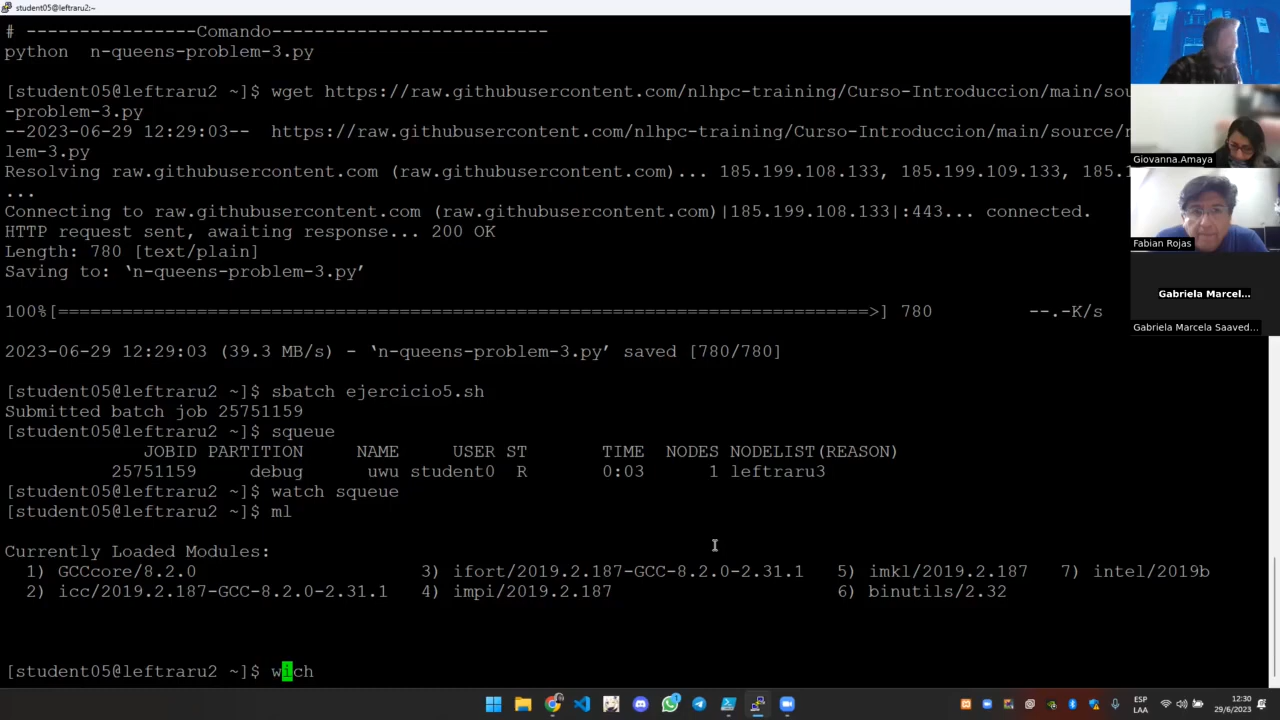 student05@leftraru2:~
# ----------------Comando--------------------------
python  n-queens-problem-3.py
[student05@leftraru2 ~]$ wget https://raw.githubusercontent.com/nlhpc-training/Curso-Introduccion/main/sou
-problem-3.py
--2023-06-29 12:29:03--  https://raw.githubusercontent.com/nlhpc-training/Curso-Introduccion/main/source/n
lem-3.py
Resolving raw.githubusercontent.com (raw.githubusercontent.com)... 185.199.108.133, 185.199.109.133, 185.1
...
Connecting to raw.githubusercontent.com (raw.githubusercontent.com)|185.199.108.133|:443... connected.
HTTP request sent, awaiting response... 200 OK
Length: 780 [text/plain]
Saving to: ‘n-queens-problem-3.py’
100%[======================================================================>] 780          --.-K/s
2023-06-29 12:29:03 (39.3 MB/s) - ‘n-queens-problem-3.py’ saved [780/780]
[student05@leftraru2 ~]$ sbatch ejercicio5.sh
Submitted batch job 25751159
[student05@leftraru2 ~]$ squeue
JOBID PARTITION     NAME     USER ST       TIME  NODES NODELIST(REASON)
25751159     debug      uwu student0  R       0:03      1 leftraru3
[student05@leftraru2 ~]$ watch squeue
[student05@leftraru2 ~]$ ml
Currently Loaded Modules:
1) GCCcore/8.2.0   3) ifort/2019.2.187-GCC-8.2.0-2.31.1   5) imkl/2019.2.187   7) intel/2019b
2) icc/2019.2.187-GCC-8.2.0-2.31.1   4) impi/2019.2.187   6) binutils/2.32
[student05@leftraru2 ~]$ wich
Giovanna.Amaya
Fabian Rojas
Gabriela Marcel...
Gabriela Marcela Saaved...
ESP
LAA
12:30
29/6/2023